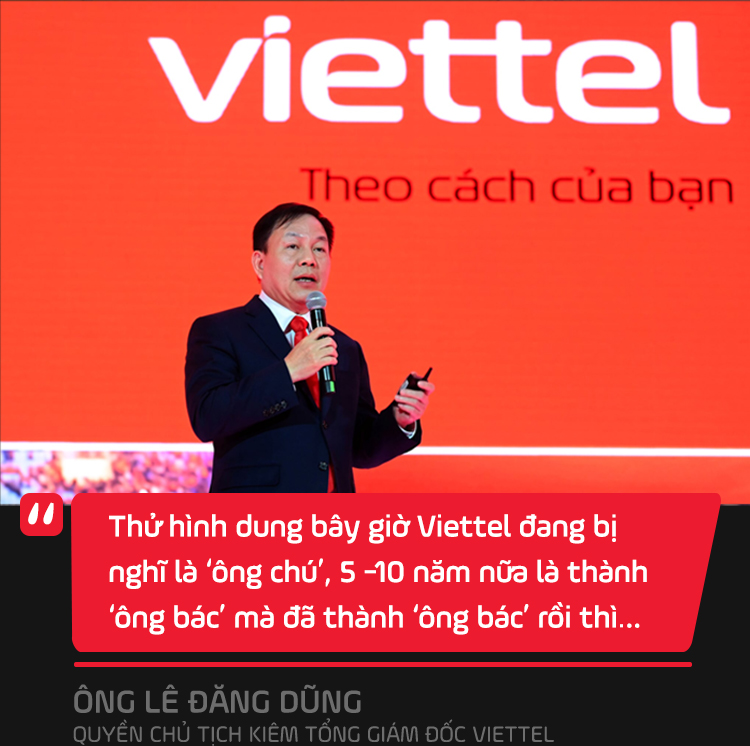 viettel
Theo cách của bạn
“
Thử hình dung bây giờ Viettel đang bị
nghĩ là ‘ông chú’, 5 -10 năm nữa là thành
‘ông bác’ mà đã thành ‘ông bác’ rồi thì...
ÔNG LÊ ĐĂNG DŨNG
QUYỀN CHỦ TỊCH KIÊM TỔNG GIÁM ĐỐC VIETTEL